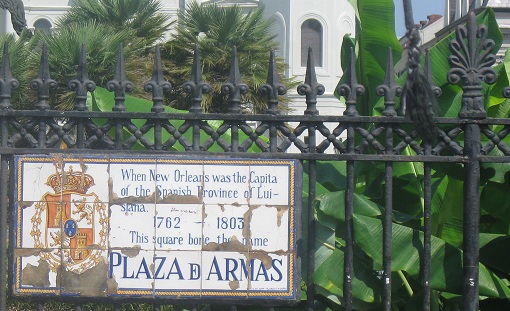 When New Orleans was the Capita
of the Spanish Province of Lui-
siana.
1762 - 1803
This square bore the name
PLAZA D ARMAS